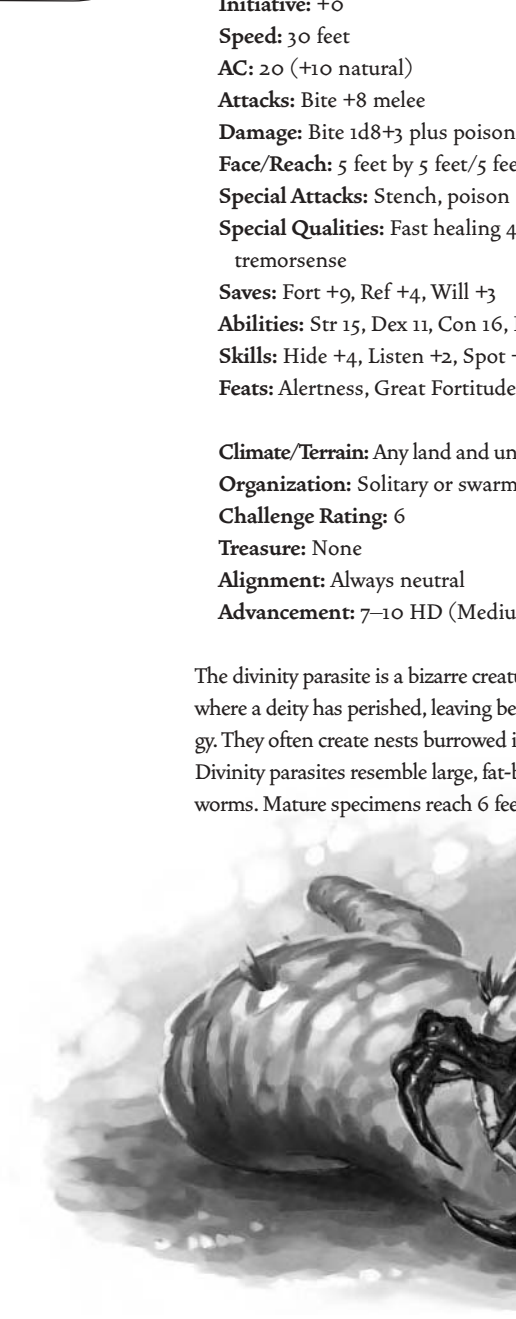 Initiative: +0
Speed: 30 feet
AC: 20 (+10 natural)
Attacks: Bite +8 melee
Damage: Bite 1d8+3 plus poison
Face/Reach: 5 feet by 5 feet/5 fee
Special Attacks: Stench, poison
Special Qualities: Fast healing 4
tremorsense
Saves: Fort +9, Ref +4, Will +3
Abilities: Str 15, Dex 11, Con 16,
Skills: Hide +4, Listen +2, Spot
Feats: Alertness, Great Fortitude
Climate/Terrain: Any land and un
Organization: Solitary or swarm
Challenge Rating: 6
Treasure: None
Alignment: Always neutral
Advancement: 7–10 HD (Mediu
The divinity parasite is a bizarre creatu
where a deity has perished, leaving be
gy. They often create nests burrowed i
Divinity parasites resemble large, fat-b
worms. Mature specimens reach 6 fee